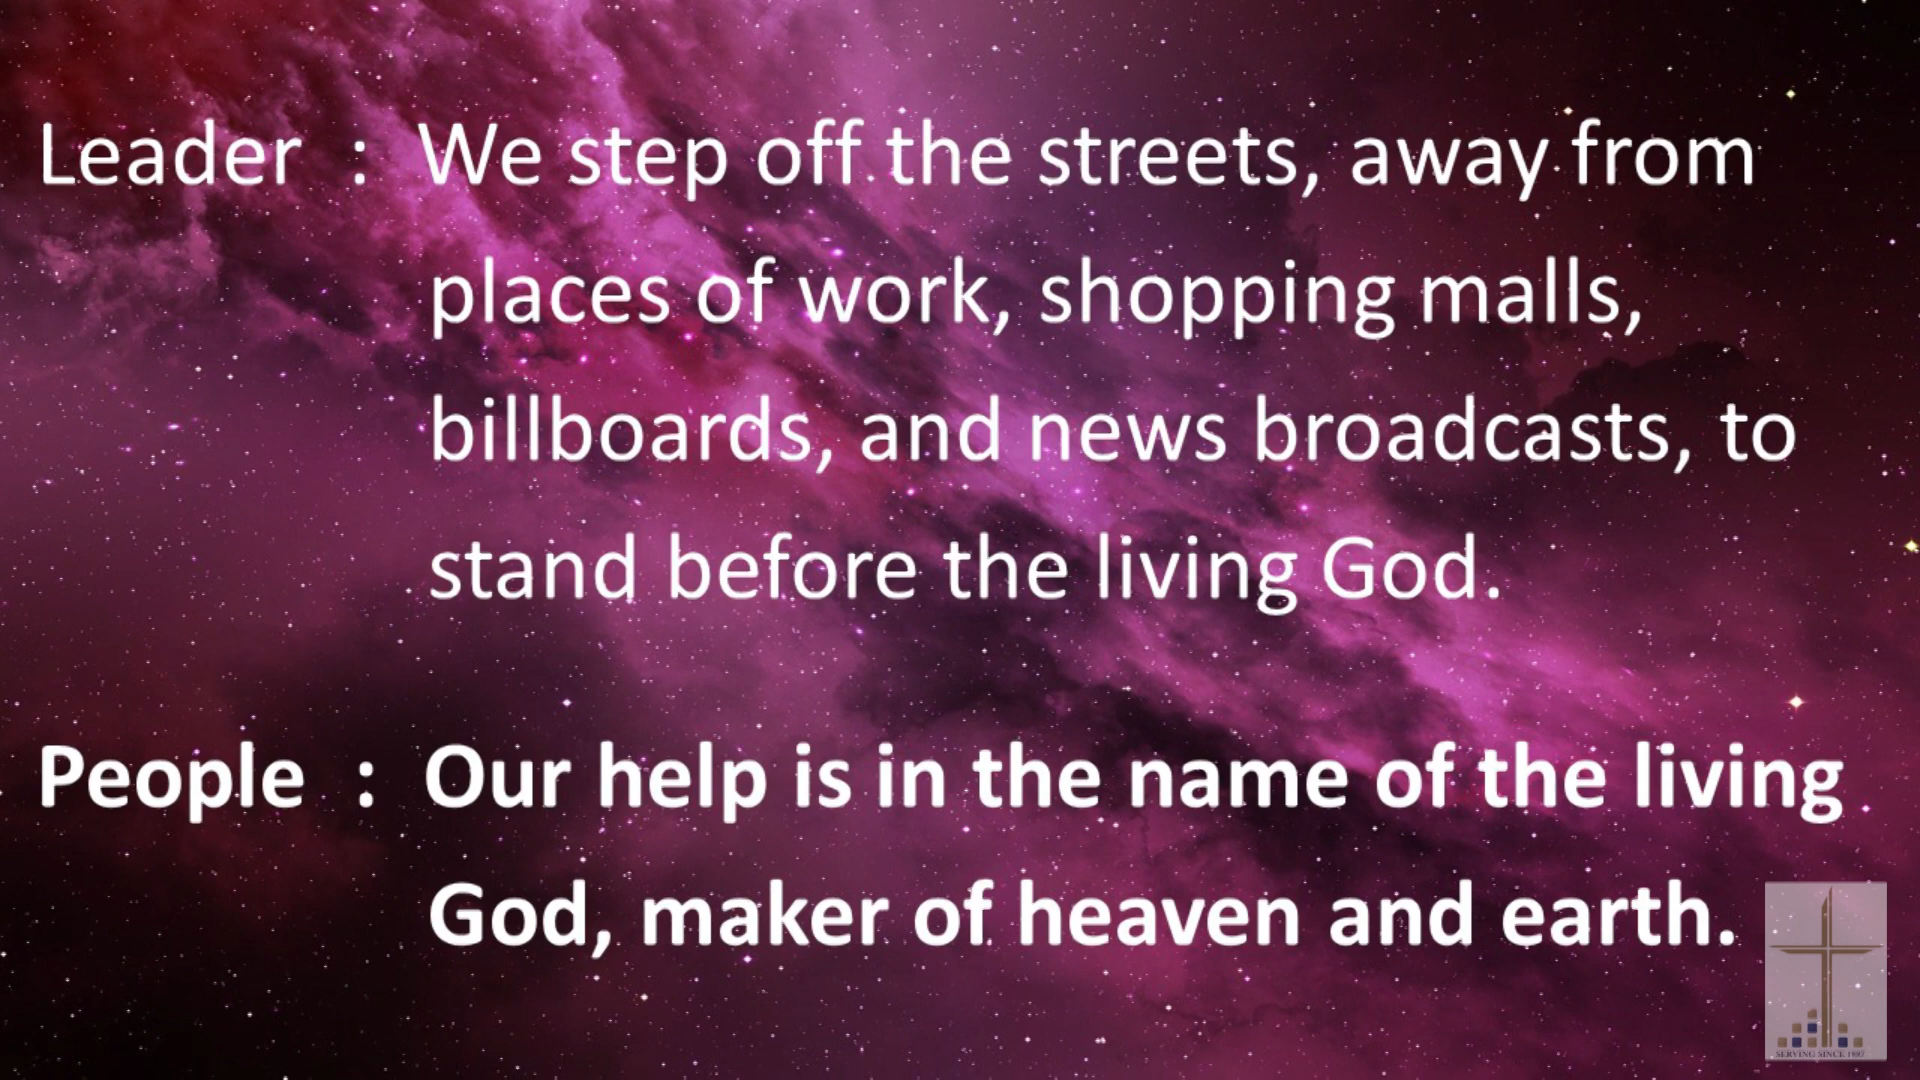 Leader : We step off the streets, away from
places of work, shopping malls,
billboards, and news broadcasts, to
stand before the living God.
People : Our help is in the name of the living
God, maker of heaven and earth.
SERVING SINCE